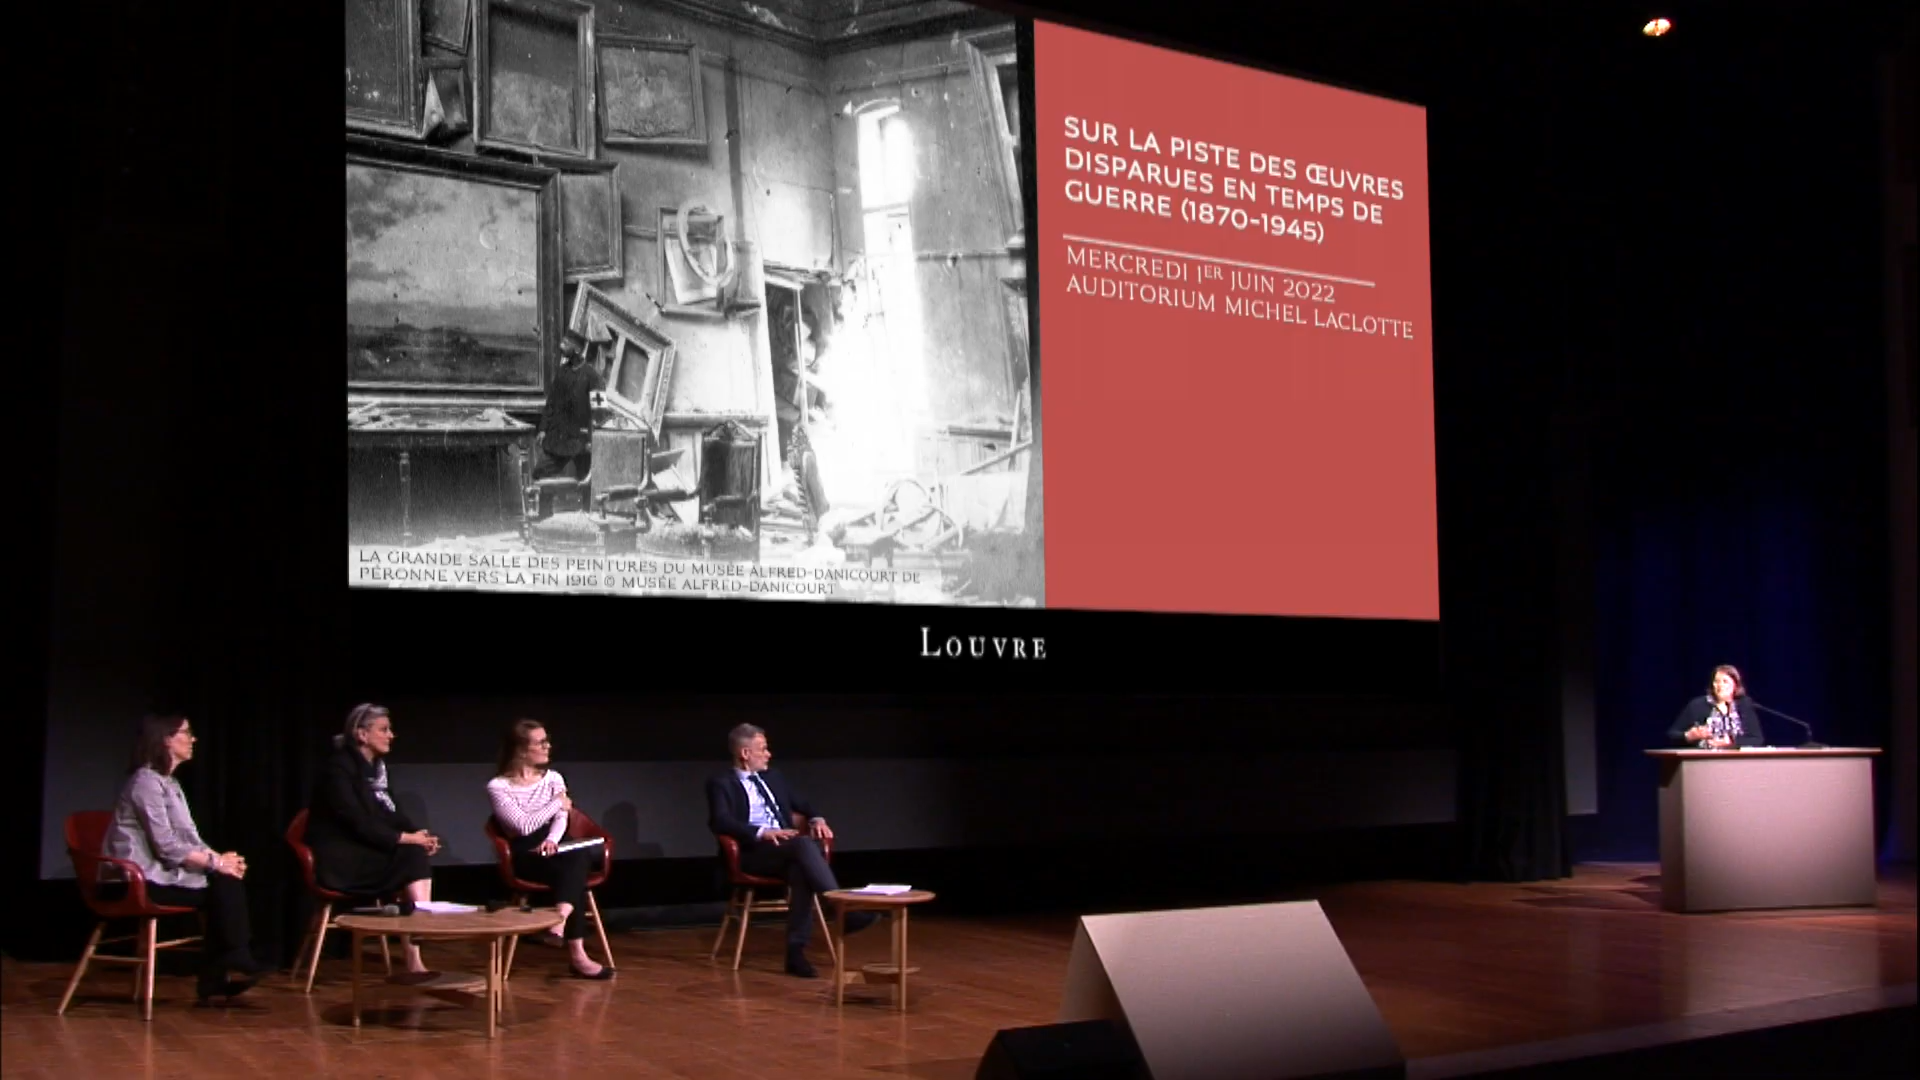 SUR LA PISTE DES ŒUVRES
DISPARUES EN TEMPS DE
GUERRE (1870-1945)
MERCREDI 1ER JUIN 2022
AUDITORIUM MICHEL LACLOTTE
LA GRANDE SALLE DES PEINTURES DU MUSÉE ALFRED-DANICOURT DE
PÉRONNE VERS LA FIN 1916 © MUSÉE ALFRED-DANICOURT
LOUVRE